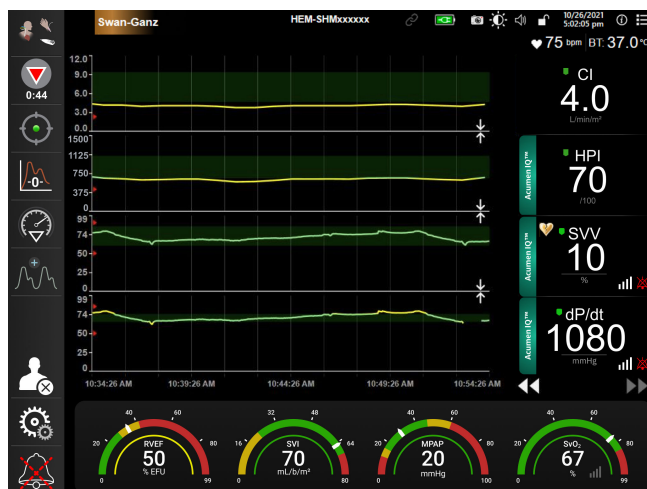 Swan-Ganz
HEM-SHMxxxxxx
10/26/2021
5:02:05 pm
75 bpm BT: 37.0 °C
0:44
-0-
12.0
9.0
6.0
3.0
0.0
CI
4.0
L/min/m²
1500
1125
750
375
0
Acumen IQ™
HPI
70
/100
99
74
50
25
0
Acumen IQ™
SVV
10
%
99
74
50
25
0
Acumen IQ™
dP/dt
1080
mmHg
10:34:26 AM
10:39:26 AM
10:44:26 AM
10:49:26 AM
10:54:26 AM
0 20 40 60 80 99
RVEF
50
% EFU
0 16 32 48 64 80
SVI
70
mL/b/m²
0 20 40 60 80 100
MPAP
20
mmHg
0 20 40 60 80 99
SvO₂
67
%